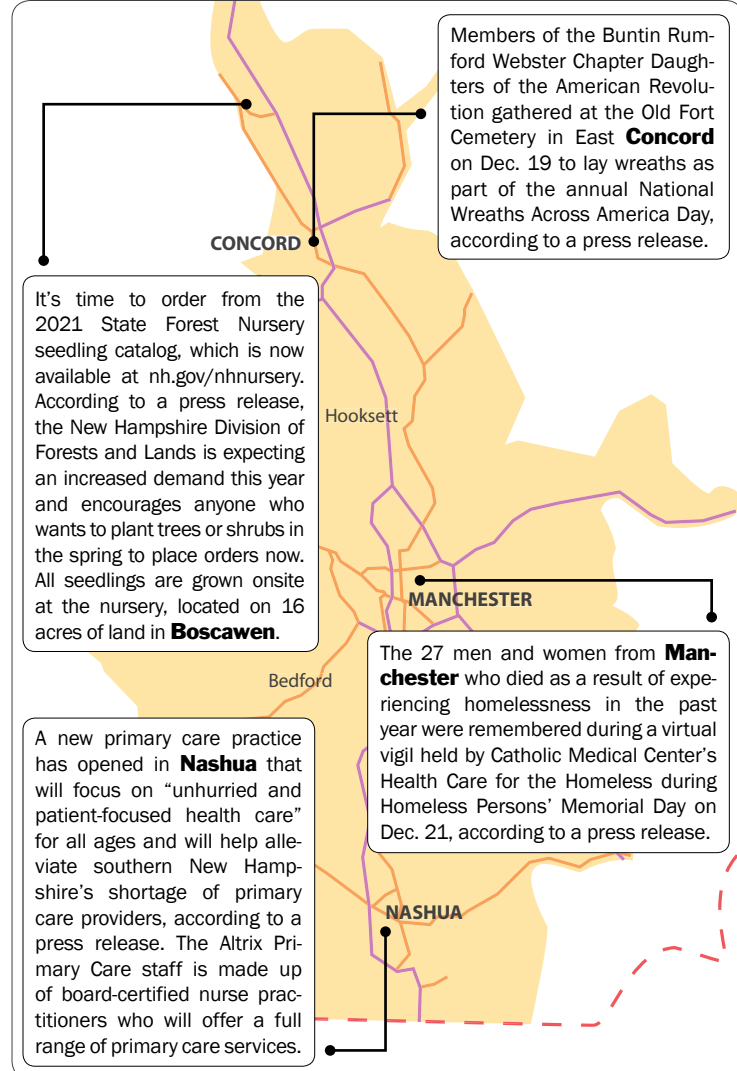 Members of the Buntin Rum-
ford Webster Chapter Daugh-
ters of the American Revolu-
tion gathered at the Old Fort
Cemetery in East Concord
on Dec. 19 to lay wreaths as
part of the annual National
Wreaths Across America Day,
according to a press release.
CONCORD
It’s time to order from the
2021 State Forest Nursery
seedling catalog, which is now
available at nh.gov/nhnursery.
According to a press release,
the New Hampshire Division of
Forests and Lands is expecting
an increased demand this year
and encourages anyone who
wants to plant trees or shrubs in
the spring to place orders now.
All seedlings are grown onsite
at the nursery, located on 16
acres of land in Boscawen.
Hooksett
MANCHESTER
The 27 men and women from Man-
chester who died as a result of expe-
riencing homelessness in the past
year were remembered during a virtual
vigil held by Catholic Medical Center’s
Health Care for the Homeless during
Homeless Persons’ Memorial Day on
Dec. 21, according to a press release.
Bedford
A new primary care practice
has opened in Nashua that
will focus on “unhurried and
patient-focused health care”
for all ages and will help alle-
viate southern New Hamp-
shire’s shortage of primary
care providers, according to a
press release. The Altrix Pri-
mary Care staff is made up
of board-certified nurse prac-
titioners who will offer a full
range of primary care services.
NASHUA